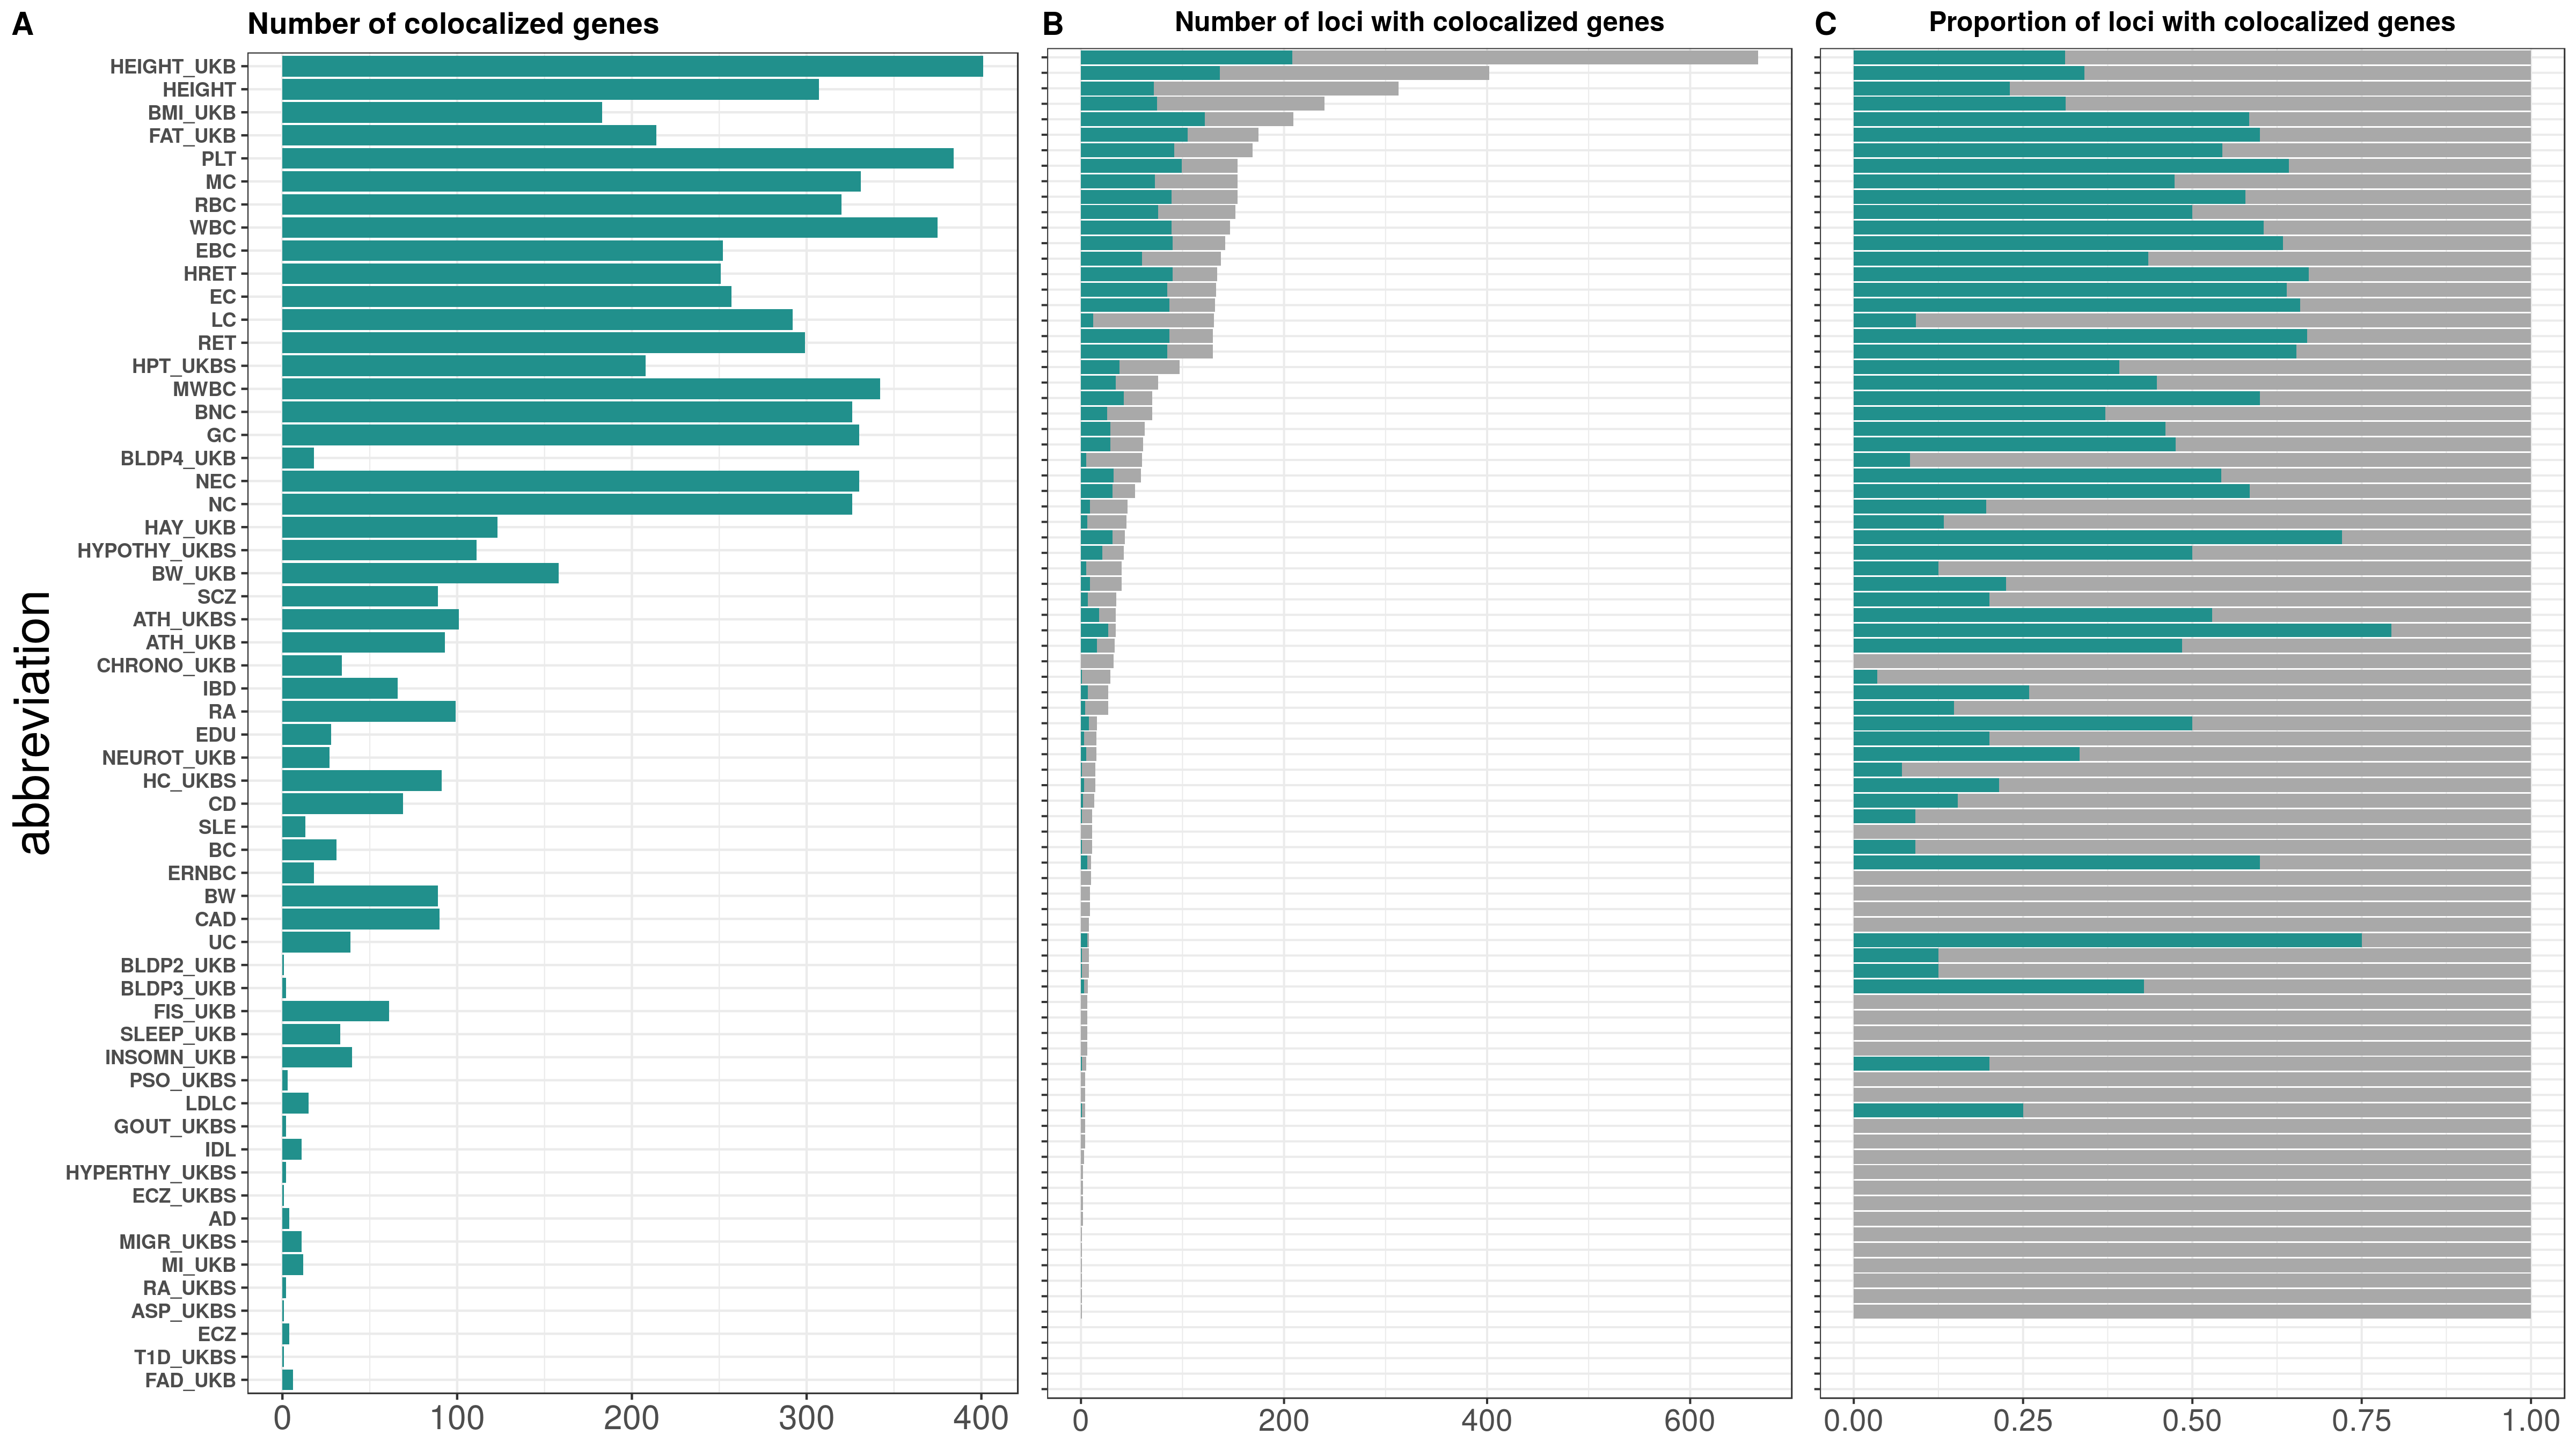 A Number of colocalized genes
B Number of loci with colocalized genes
C Proportion of loci with colocalized genes
abbreviation
HEIGHT_UKB
HEIGHT
BMI_UKB
FAT_UKB
PLT
MC
RBC
WBC
EBC
HRET
EC
LC
RET
HPT_UKBS
MWBC
BNC
GC
BLDP4_UKB
NEC
NC
HAY_UKB
HYPOTHY_UKBS
BW_UKB
SCZ
ATH_UKBS
ATH_UKB
CHRONO_UKB
IBD
RA
EDU
NEUROT_UKB
HC_UKBS
CD
SLE
BC
ERNBC
BW
CAD
UC
BLDP2_UKB
BLDP3_UKB
FIS_UKB
SLEEP_UKB
INSOMN_UKB
PSO_UKBS
LDLC
GOUT_UKBS
IDL
HYPERTHY_UKBS
ECZ_UKBS
AD
MIGR_UKBS
MI_UKB
RA_UKBS
ASP_UKBS
ECZ
T1D_UKBS
FAD_UKB
0 100 200 300 400
0 200 400 600
0.00 0.25 0.50 0.75 1.00